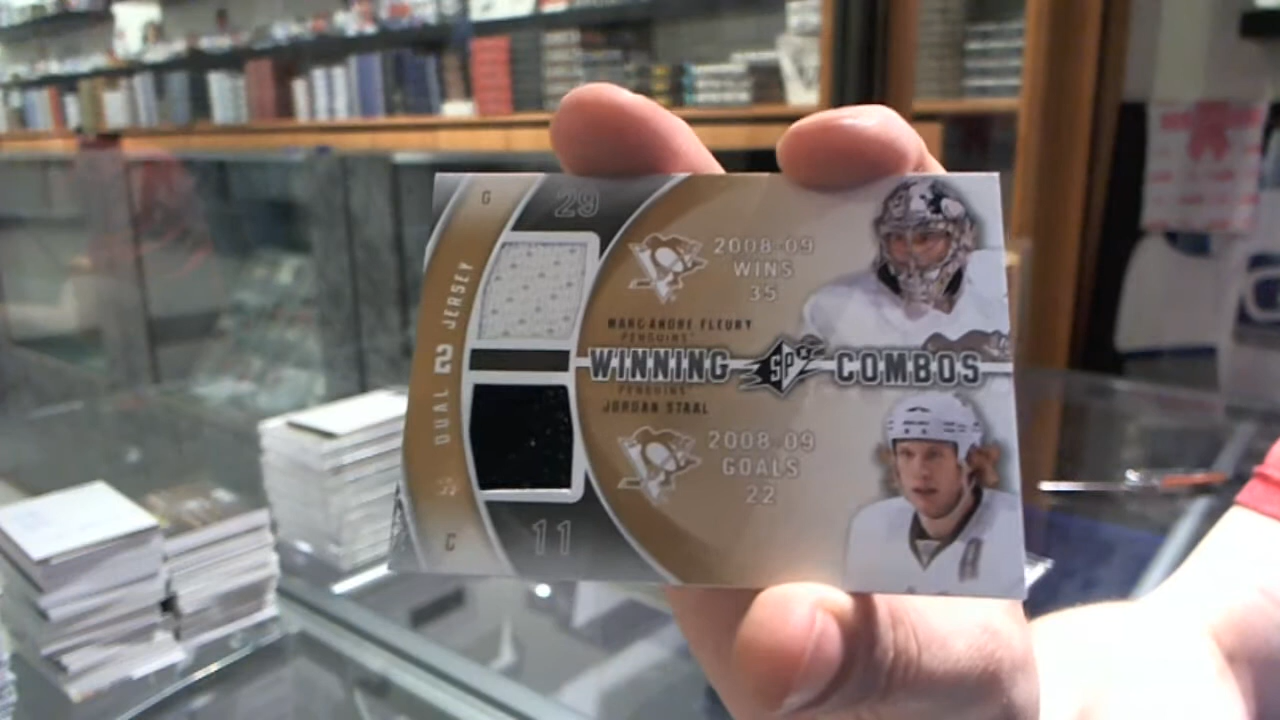 G
29
DUAL 2 JERSEY
2008-09
WINS
35
MARC-ANDRE FLEURY
PENGUINS
WINNING SPX COMBOS
PENGUINS
JORDAN STAAL
2008-09
GOALS
22
C
11